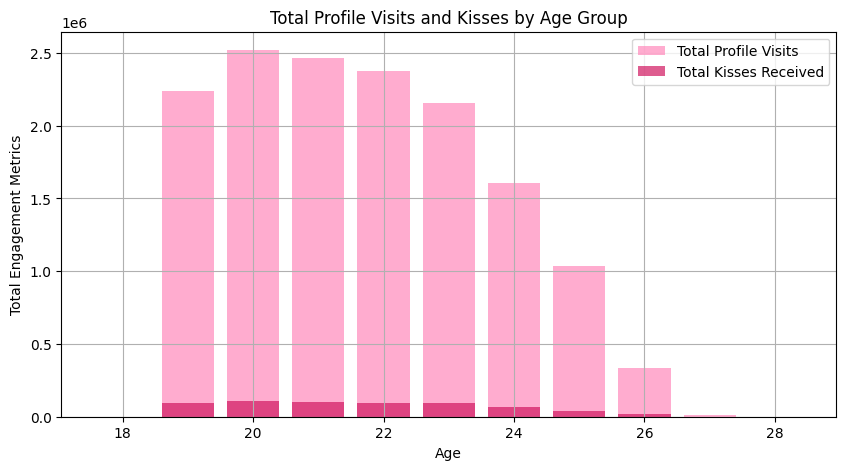 Total Profile Visits and Kisses by Age Group
1e6
Total Profile Visits
Total Kisses Received
2.5
2.0
1.5
1.0
0.5
0.0
Total Engagement Metrics
18 20 22 24 26 28
Age